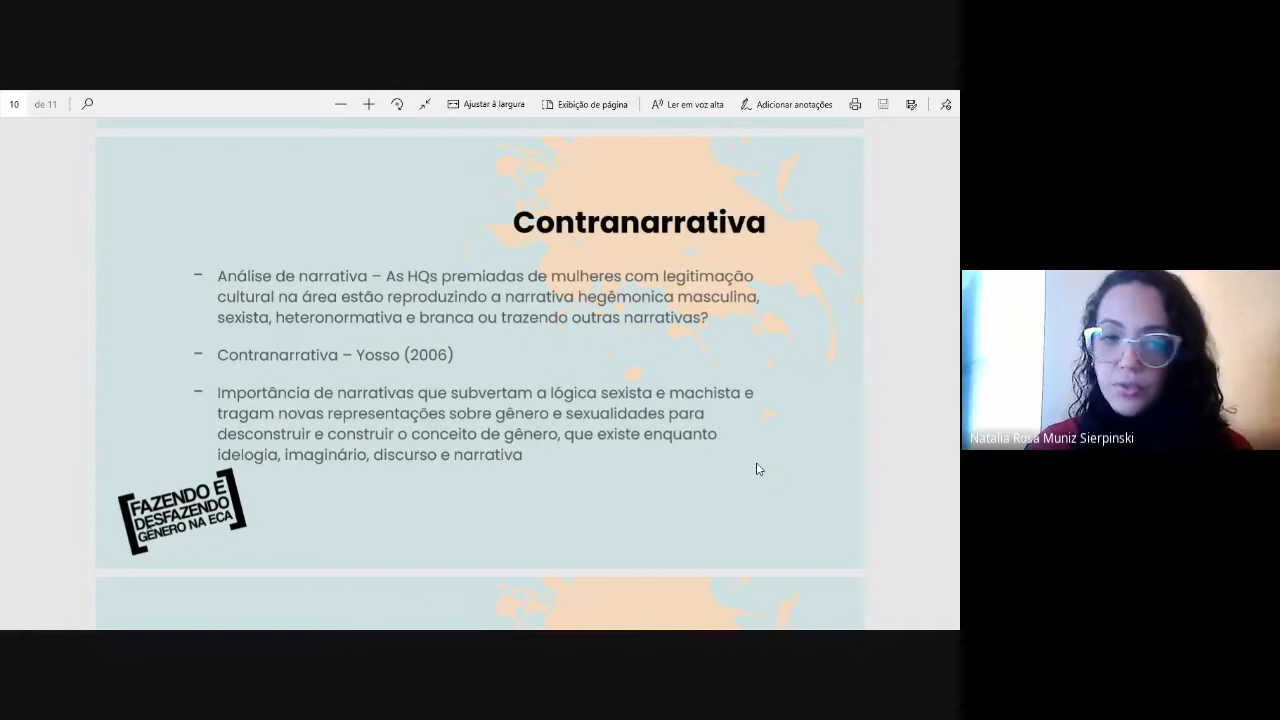 10 de 11
Ajustar à largura
Exibição de página
Ler em voz alta
Adicionar anotações
Contranarrativa
– Análise de narrativa – As HQs premiadas de mulheres com legitimação
cultural na área estão reproduzindo a narrativa hegêmonica masculina,
sexista, heteronormativa e branca ou trazendo outras narrativas?
– Contranarrativa – Yosso (2006)
– Importância de narrativas que subvertam a lógica sexista e machista e
tragam novas representações sobre gênero e sexualidades para
desconstruir e construir o conceito de gênero, que existe enquanto
idelogia, imaginário, discurso e narrativa
FAZENDO E
DESFAZENDO
GÊNERO NA ECA
Natalia Rosa Muniz Sierpinski